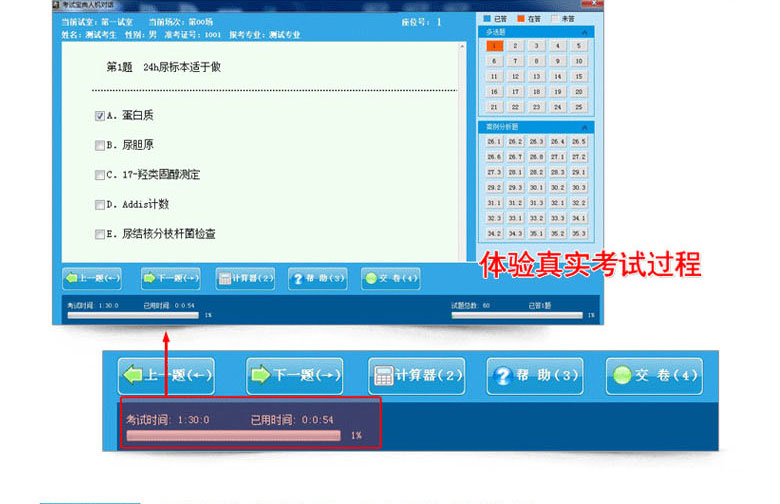 考试宝典人机对话
当前试室：第一试室 当前场次：第00场 座位号： 1
姓名：测试考生 性别：男 准考证号：1001 报考专业：测试专业
已答 在答 未答
多选题
1 2 3 4 5
6 7 8 9 10
11 12 13 14 15
16 17 18 19 20
21 22 23 24 25
案例分析题
26.1 26.2 26.3 26.4 26.5
26.6 26.7 26.8 27.1 27.2
27.3 28.1 28.2 28.3 29.1
29.2 29.3 30.1 30.2 30.3
31.1 31.2 31.3 32.1 32.2
32.3 33.1 33.2 33.3 34.1
34.2 34.3 35.1 35.2 35.3
第1题 24h尿标本适于做
A. 蛋白质
B. 尿胆原
C. 17-羟类固醇测定
D. Addis计数
E. 尿结核分枝杆菌检查
体验真实考试过程
上一题(←) 下一题(→) 计算器(2) 帮 助(3) 交 卷(4)
考试时间: 1:30:0 已用时间: 0:0:54 试题总数: 60 已答1题
1% 1%
上一题(←) 下一题(→) 计算器(2) 帮 助(3) 交 卷(4)
考试时间: 1:30:0 已用时间: 0:0:54
1%